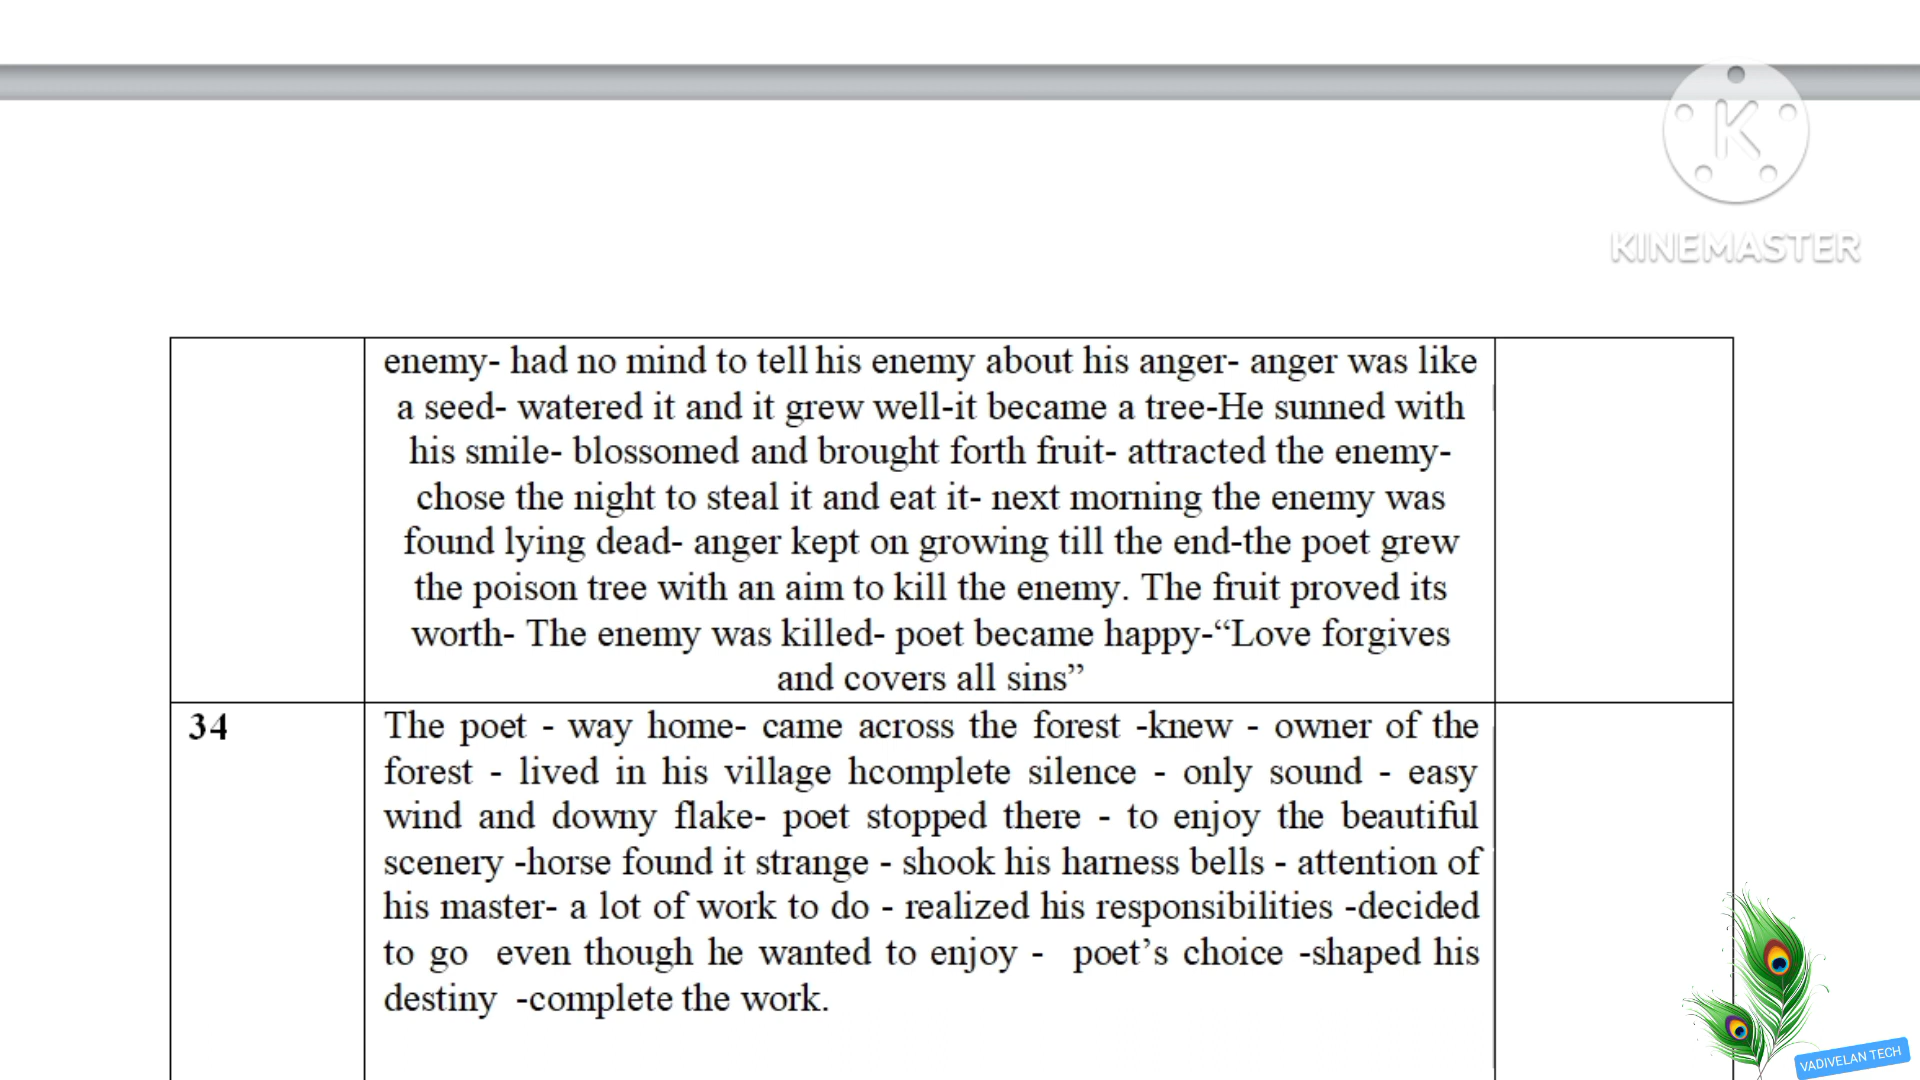 K
KINEMASTER
enemy- had no mind to tell his enemy about his anger- anger was like
a seed- watered it and it grew well-it became a tree-He sunned with
his smile- blossomed and brought forth fruit- attracted the enemy-
chose the night to steal it and eat it- next morning the enemy was
found lying dead- anger kept on growing till the end-the poet grew
the poison tree with an aim to kill the enemy. The fruit proved its
worth- The enemy was killed- poet became happy-“Love forgives
and covers all sins”
34 The poet - way home- came across the forest -knew - owner of the
forest - lived in his village hcomplete silence - only sound - easy
wind and downy flake- poet stopped there - to enjoy the beautiful
scenery -horse found it strange - shook his harness bells - attention of
his master- a lot of work to do - realized his responsibilities -decided
to go even though he wanted to enjoy - poet’s choice -shaped his
destiny -complete the work.
VADIVELAN TECH